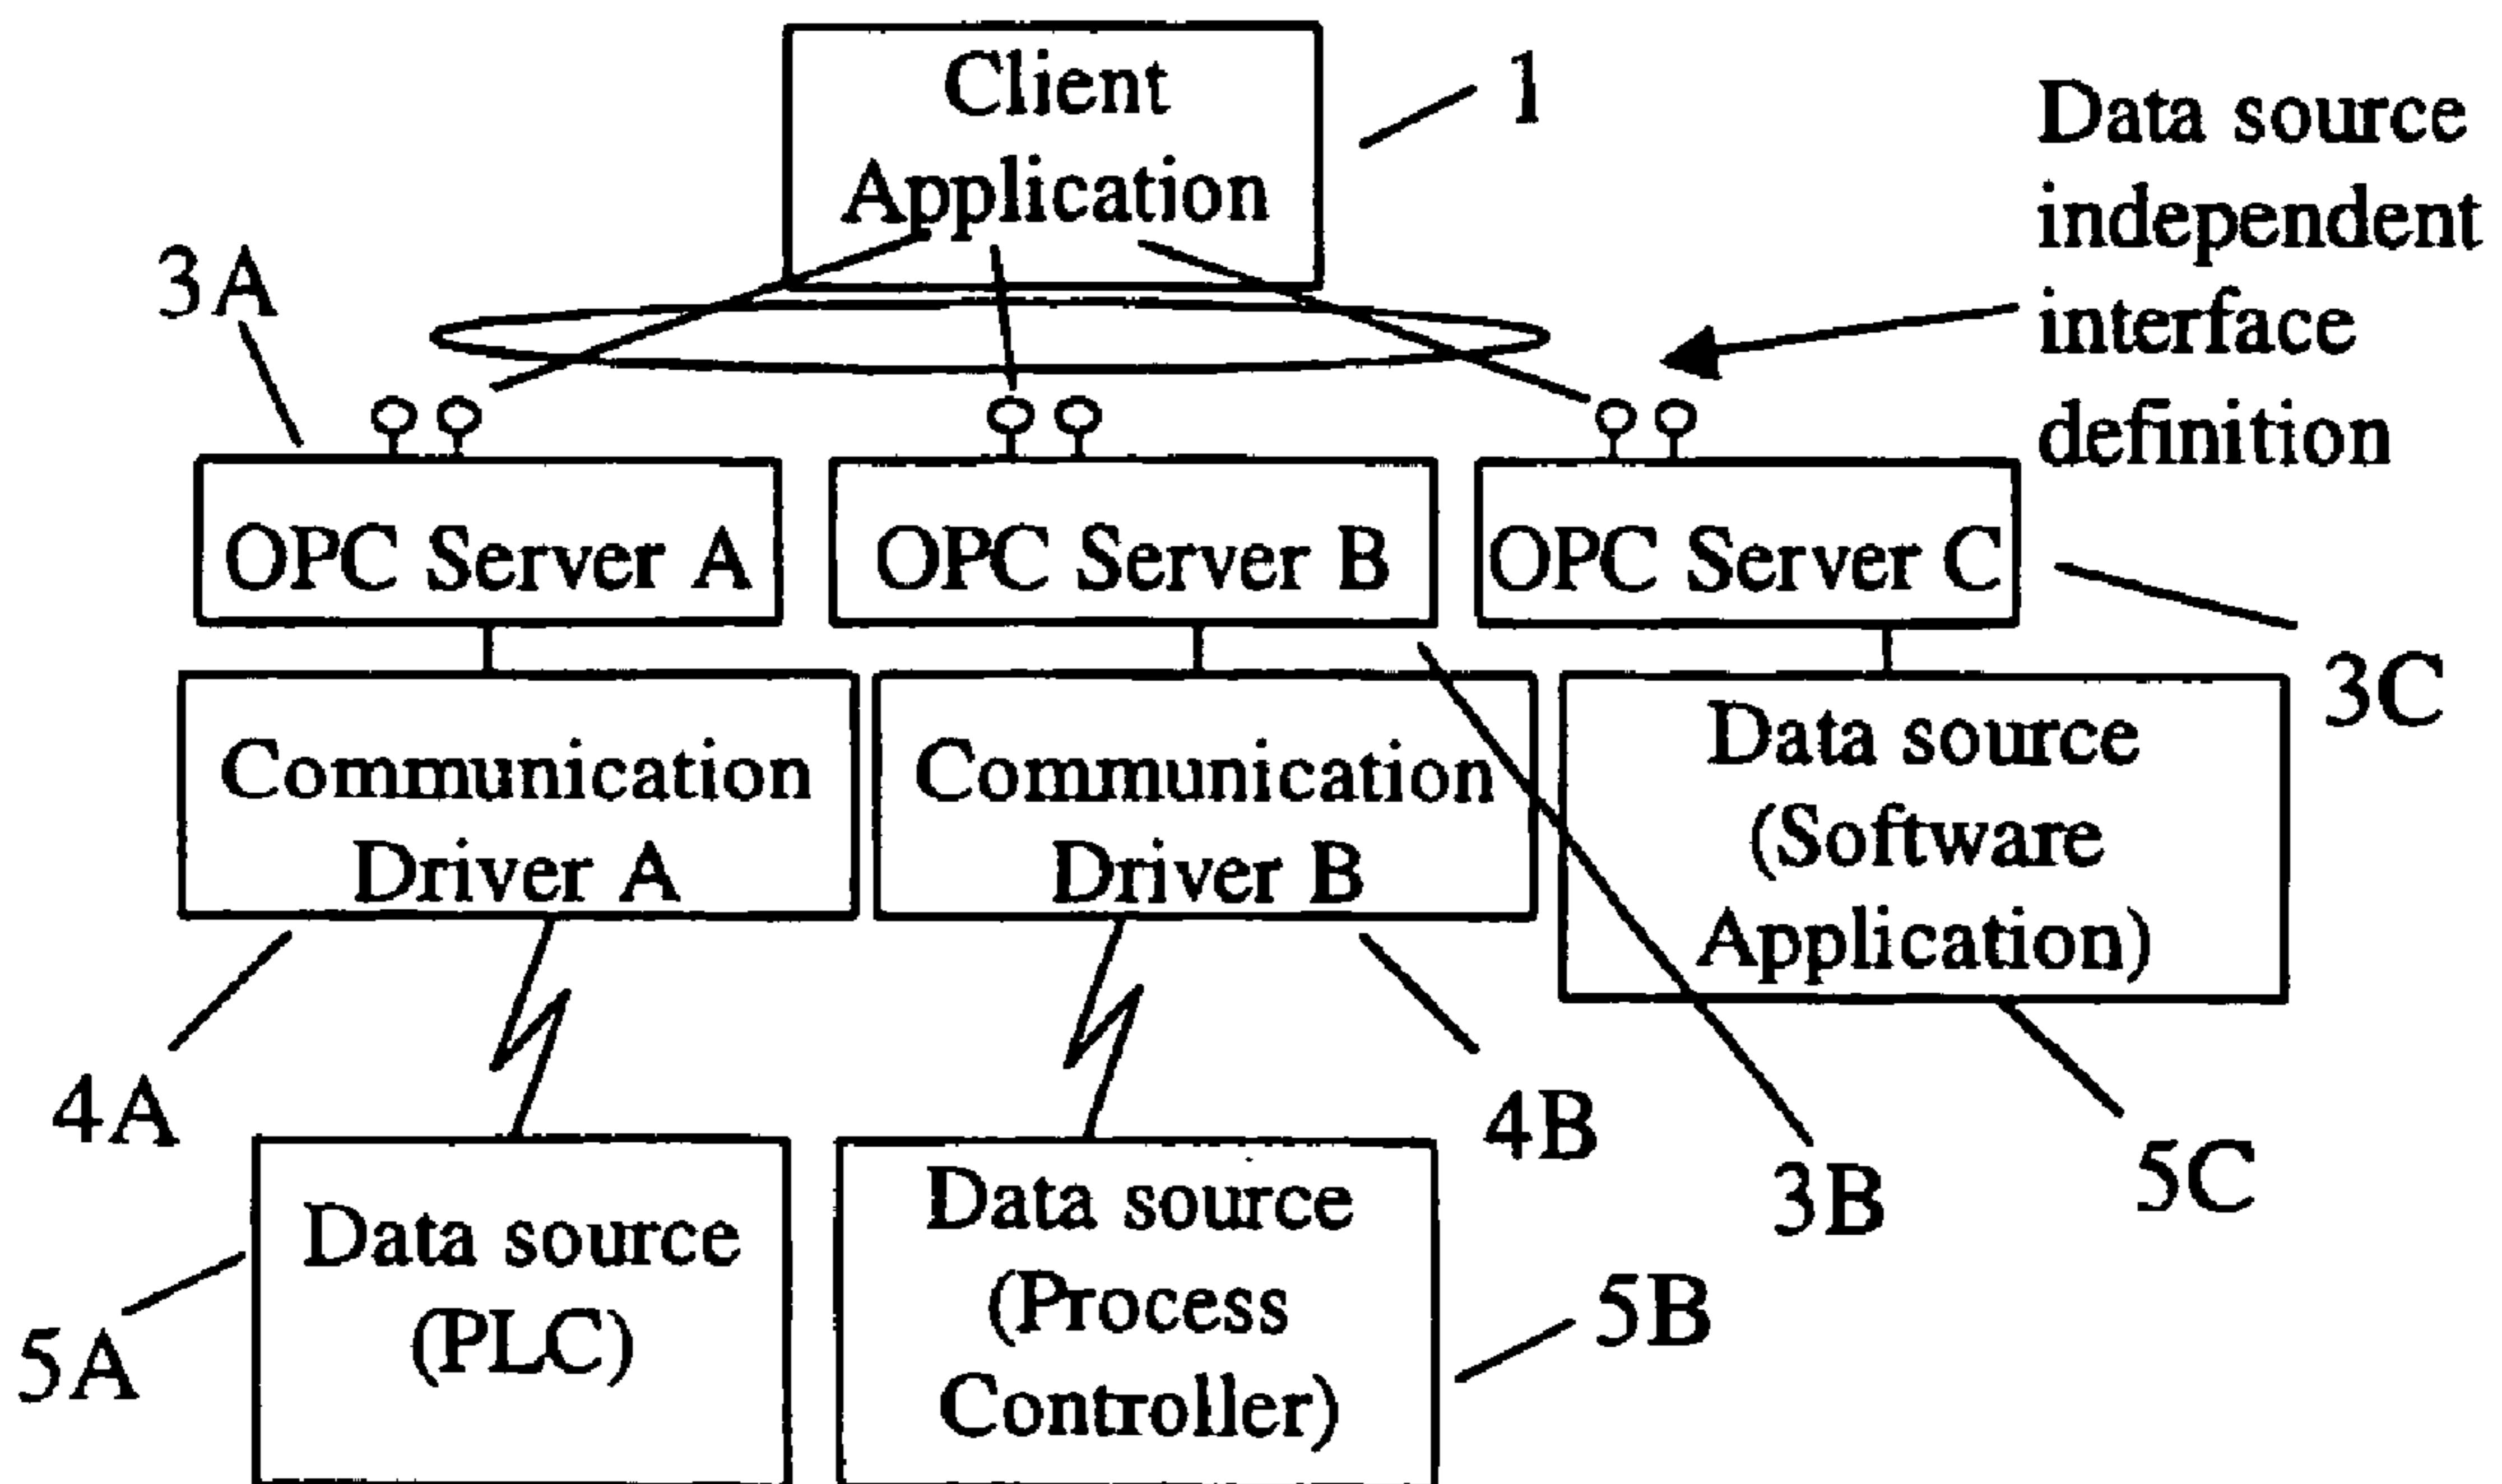 Client
Application
1
Data source
independent
interface
definition
3A
OPC Server A
OPC Server B
OPC Server C
3C
Communication
Driver A
Communication
Driver B
Data source
(Software
Application)
4A
4B
3B
5C
Data source
(PLC)
Data source
(Process
Controller)
5A
5B